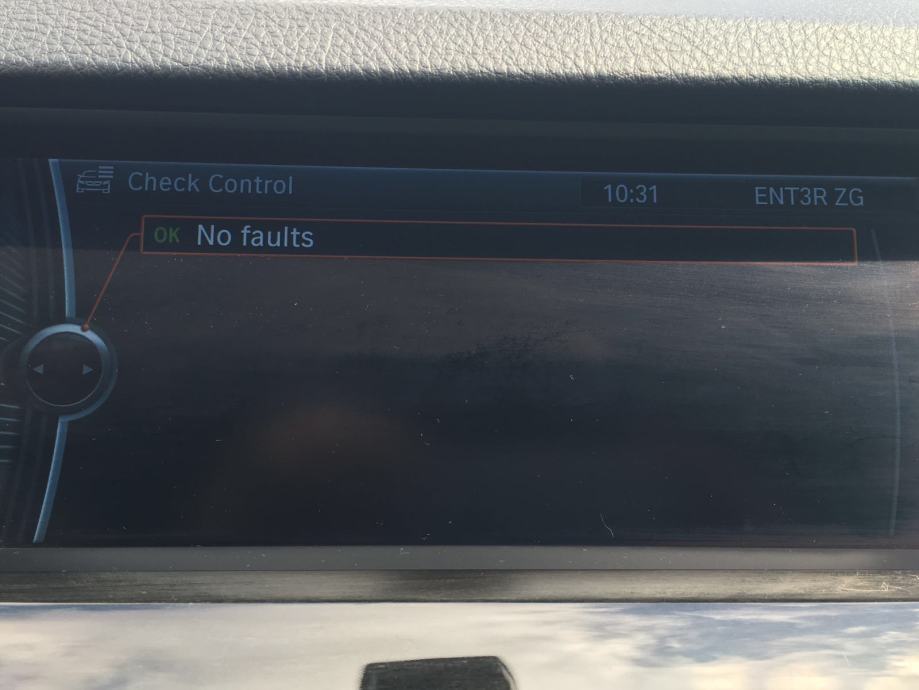 Check Control
10:31
ENT3R ZG
OK No faults